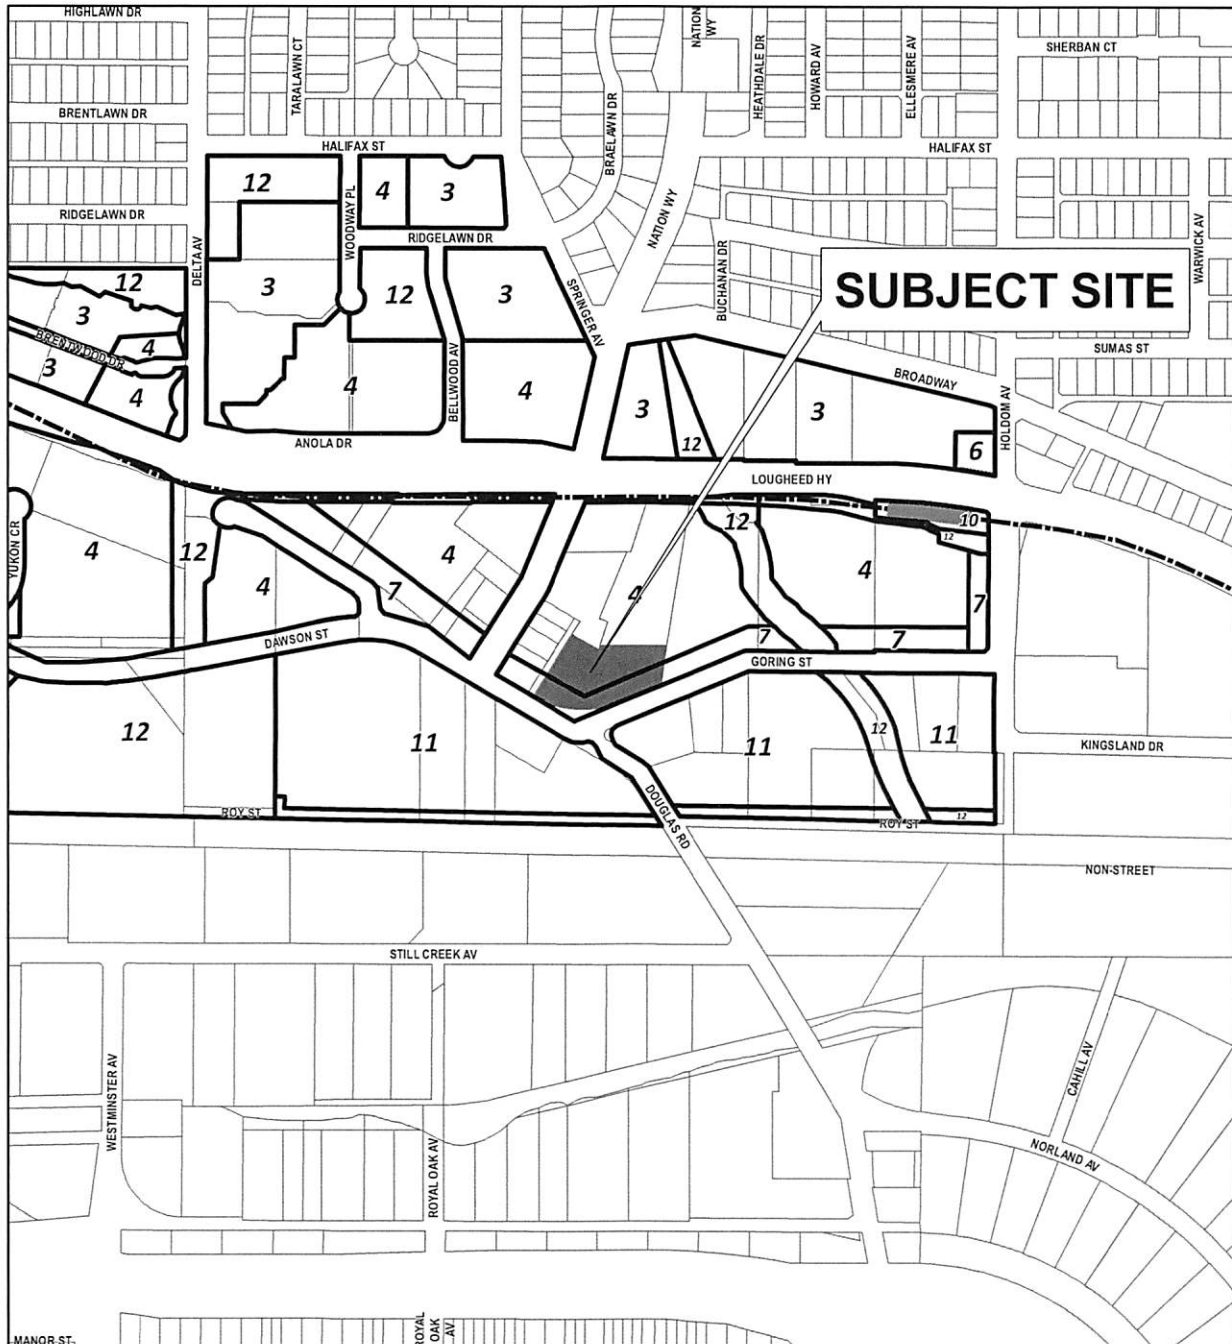 HIGHLAWN DR
TARALAWN CT
NATION
WY
HEATHDALE DR
HOWARD AV
ELLESMERE AV
SHERBAN CT
BRENTLAWN DR
BRAELAWN DR
HALIFAX ST
HALIFAX ST
12
4
3
WOODWAY PL
RIDGELAWN DR
RIDGELAWN DR
NATION WY
WARWICK AV
DELTA AV
BUCHANAN DR
12
3
12
3
SPRINGER AV
SUBJECT SITE
3
BRENTWOOD DR
4
3
4
4
BELLWOOD AV
4
SUMAS ST
BROADWAY
HOLDOM AV
3
12
3
6
ANOLA DR
LOUGHEED HY
YUKON CR
4
12
4
7
4
4
12
4
10
12
7
DAWSON ST
7
7
GORING ST
12
11
11
12
11
KINGSLAND DR
DOUGLAS RD
ROY ST
ROY ST
12
NON-STREET
STILL CREEK AV
WESTMINSTER AV
CAHILL AV
NORLAND AV
ROYAL OAK AV
ROYAL
OAK
AV
MANOR ST